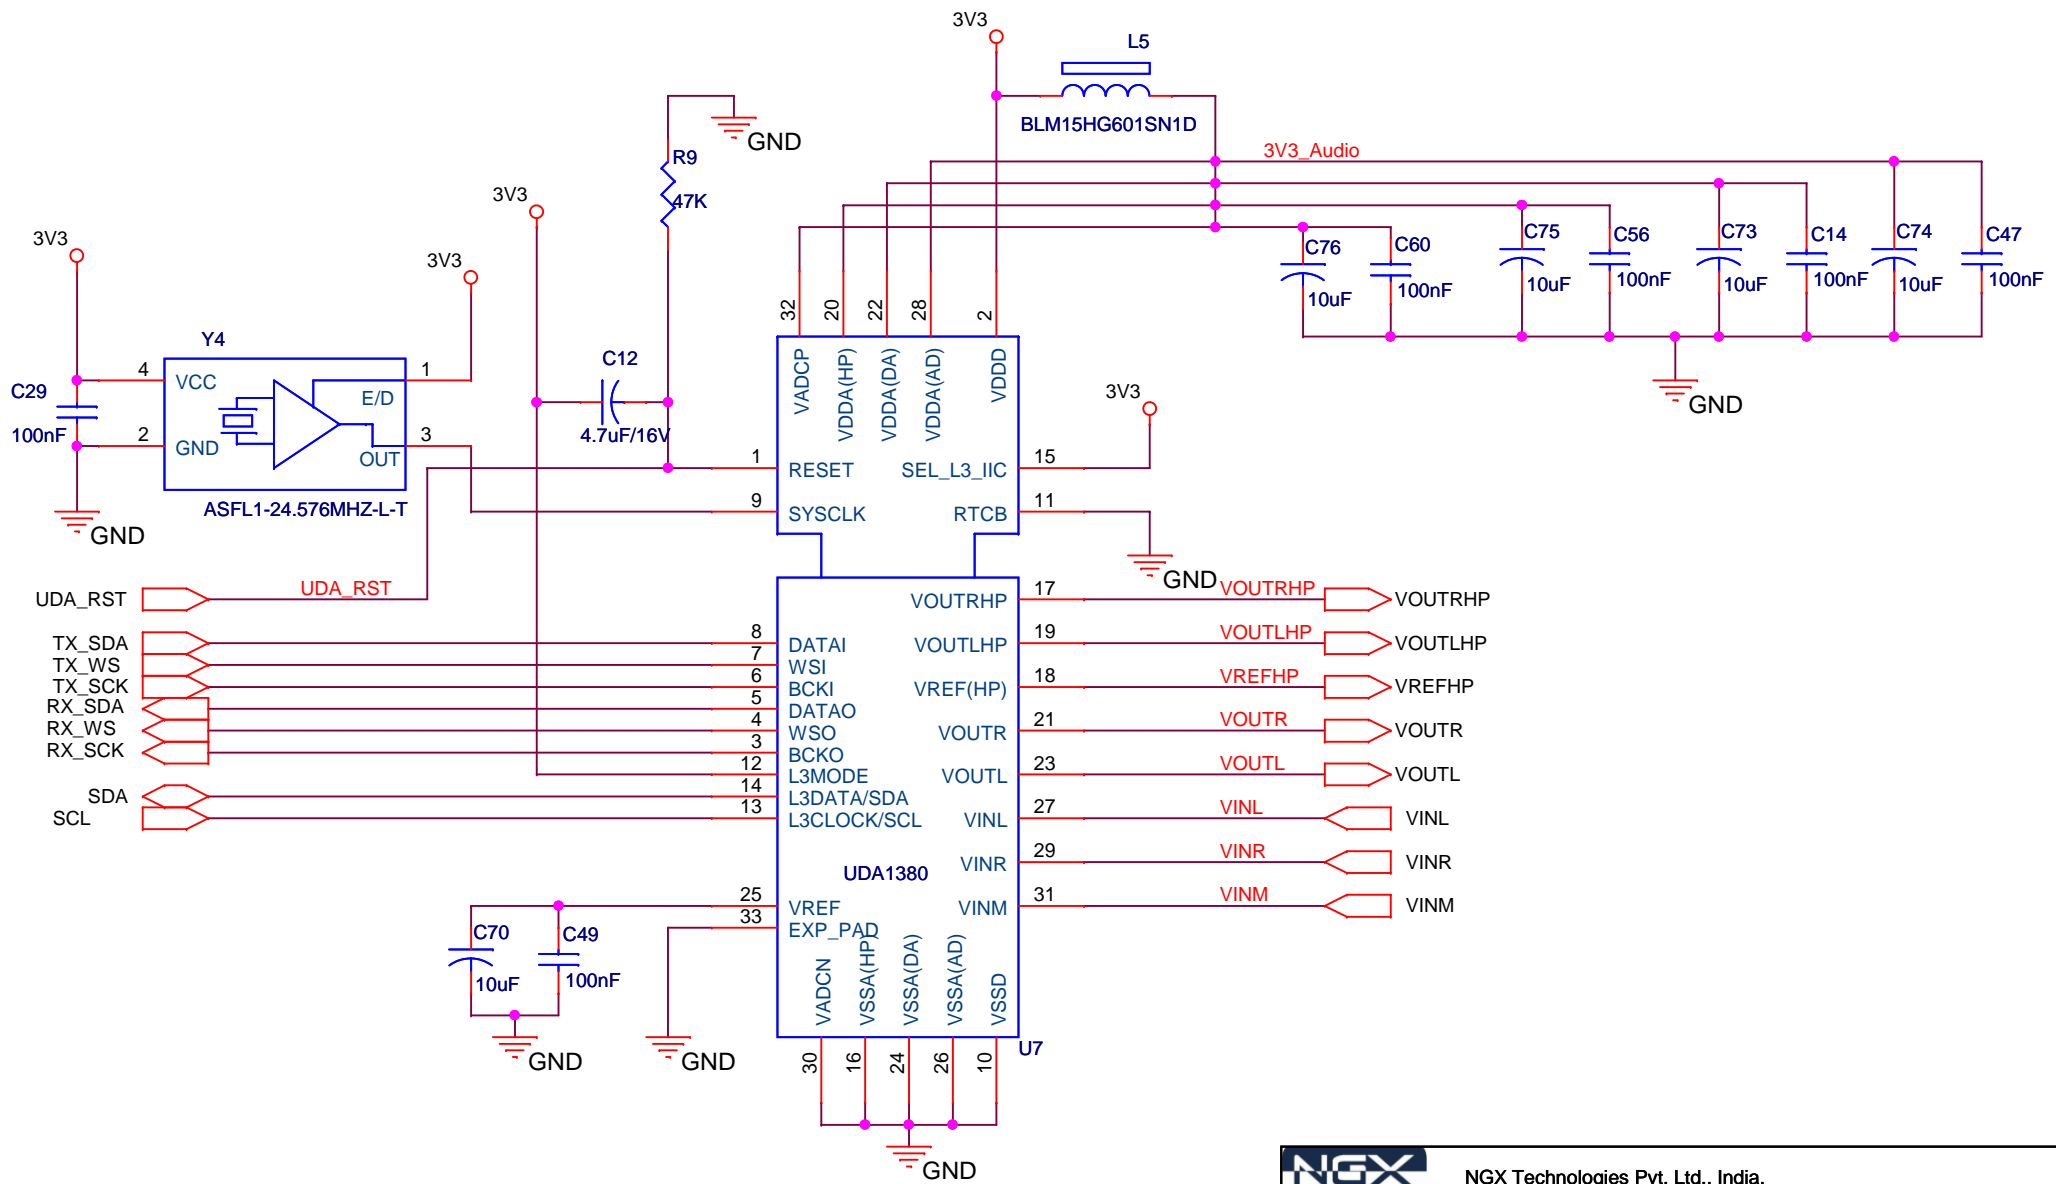 3V3
L5
BLM15HG601SN1D
GND
R9
47K
3V3_Audio
3V3
3V3
3V3
C76
10uF
C60
100nF
C75
10uF
C56
100nF
C73
10uF
C14
100nF
C74
10uF
C47
100nF
GND
32
20
22
28
2
VADCP
VDDA(HP)
VDDA(DA)
VDDA(AD)
VDDD
Y4
4
VCC
1
E/D
C29
100nF
2
GND
3
OUT
ASFL1-24.576MHZ-L-T
GND
C12
4.7uF/16V
3V3
1
RESET
SEL_L3_IIC
15
9
SYSCLK
RTCB
11
GND
UDA_RST
UDA_RST
VOUTRHP
17
VOUTRHP
VOUTRHP
TX_SDA
8
DATAI
VOUTLHP
19
VOUTLHP
VOUTLHP
TX_WS
7
WSI
TX_SCK
6
BCKI
VREF(HP)
18
VREFHP
VREFHP
RX_SDA
5
DATAO
RX_WS
4
WSO
VOUTR
21
VOUTR
VOUTR
RX_SCK
3
BCKO
12
L3MODE
VOUTL
23
VOUTL
VOUTL
SDA
14
L3DATA/SDA
SCL
13
L3CLOCK/SCL
VINL
27
VINL
VINL
UDA1380
VINR
29
VINR
VINR
25
VREF
VINM
31
VINM
VINM
33
EXP_PAD
C70
10uF
C49
100nF
GND
GND
VADCN
VSSA(HP)
VSSA(DA)
VSSA(AD)
VSSD
U7
30
16
24
26
10
GND
NGX
NGX Technologies Pvt. Ltd., India.